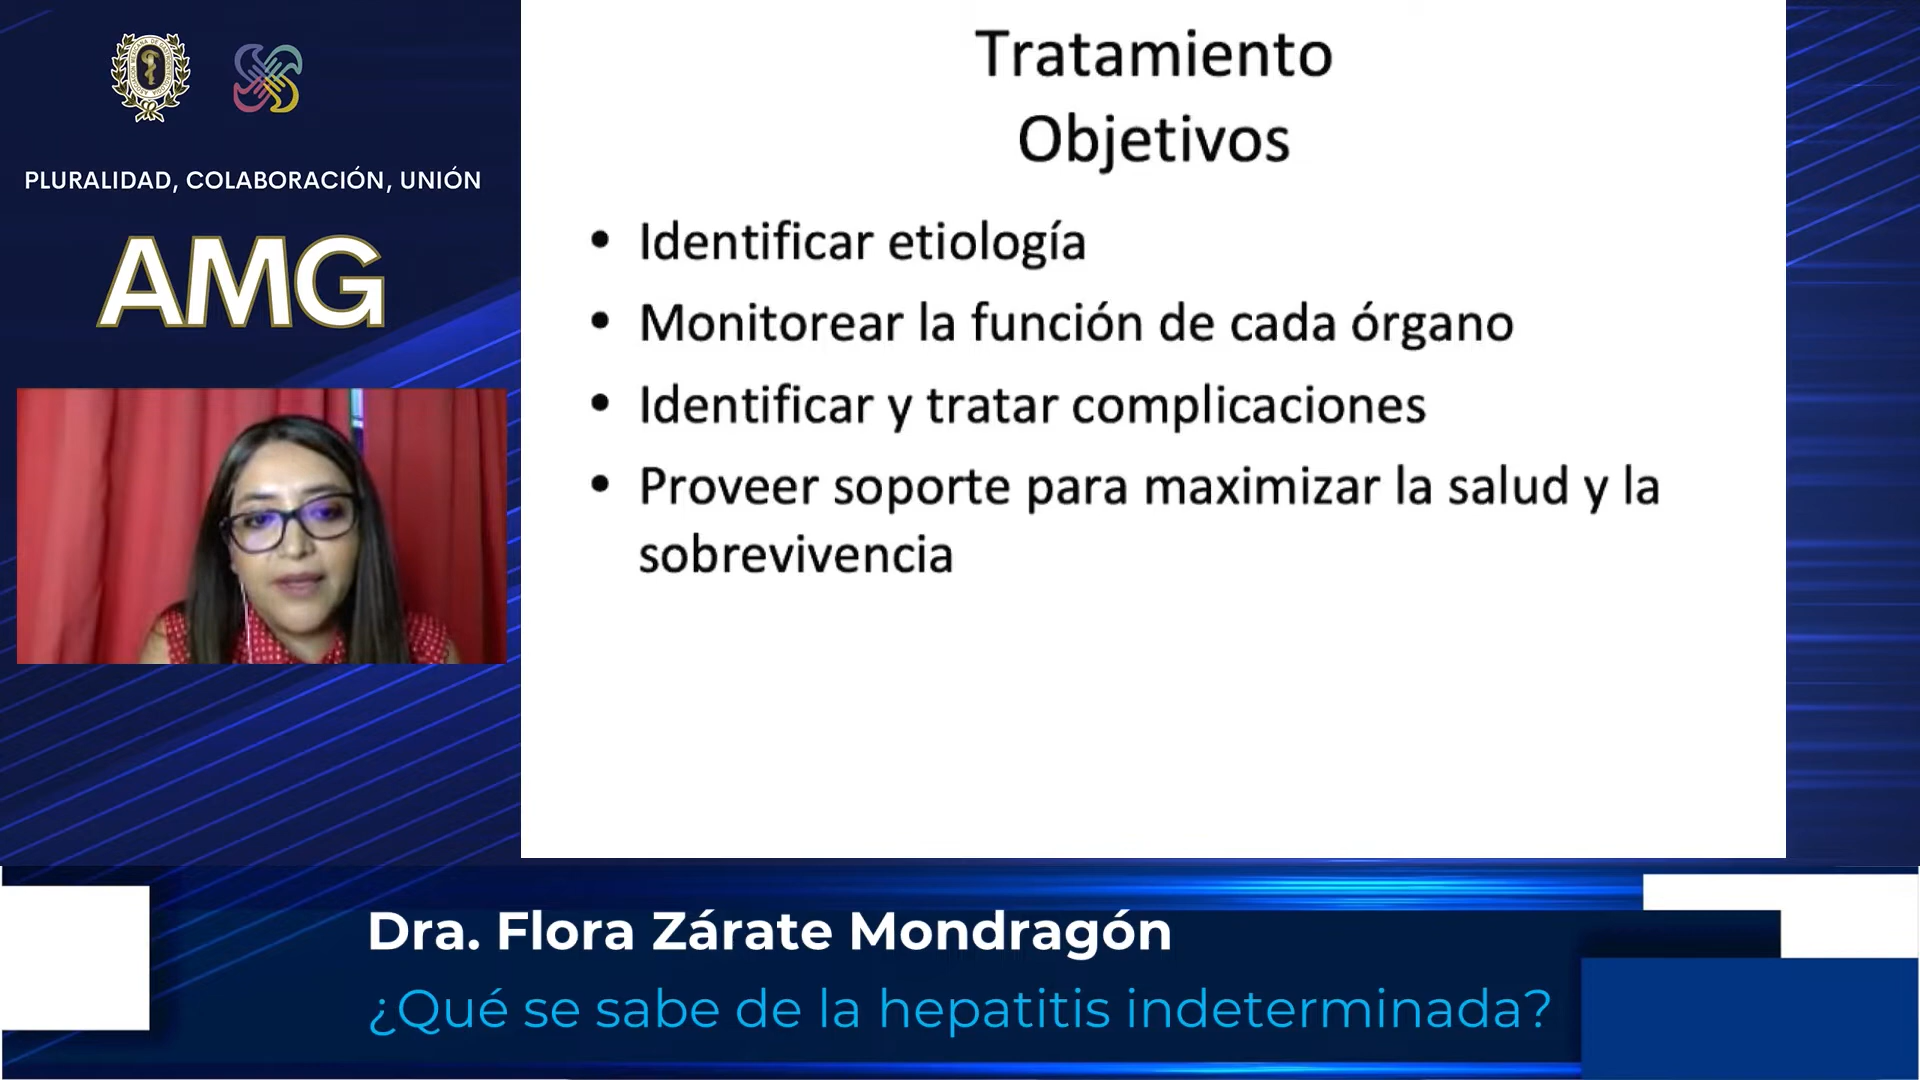 PLURALIDAD, COLABORACIÓN, UNIÓN
AMG
Tratamiento
Objetivos
• Identificar etiología
• Monitorear la función de cada órgano
• Identificar y tratar complicaciones
• Proveer soporte para maximizar la salud y la
sobrevivencia
Dra. Flora Zárate Mondragón
¿Qué se sabe de la hepatitis indeterminada?